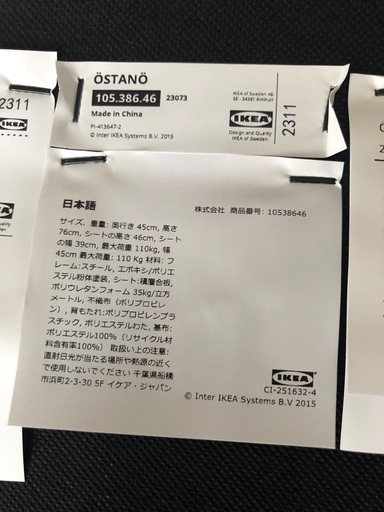 2311
IKEA
ÖSTANÖ
105.386.46 23073
Made in China
PI-413647-2
© Inter IKEA Systems B.V. 2019
IKEA of Sweden AB
SE - 34381 Älmhult
IKEA
Design and Quality
IKEA of Sweden
2311
日本語
株式会社 商品番号: 10538646
サイズ、重量: 奥行き 45cm, 高さ
76cm, シートの高さ 46cm, シート
の幅 39cm, 最大荷重 110kg, 幅
45cm 最大荷重: 110 Kg 材料: フ
レーム:スチール, エポキシ/ポリエ
ステル粉体塗装, シート:積層合板,
ポリウレタンフォーム 35kg/立方
メートル, 不織布（ポリプロピレ
ン）, 背もたれ:ポリプロピレンプラ
スチック, ポリエステルわた, 基布:
ポリエステル100%（リサイクル材
料含有率100%） 取扱い上の注意:
直射日光が当たる場所や熱源の近く
で使用しないでください 千葉県船橋
市浜町2-3-30 5F イケア・ジャパン
IKEA
CI-251632-4
© Inter IKEA Systems B.V 2015